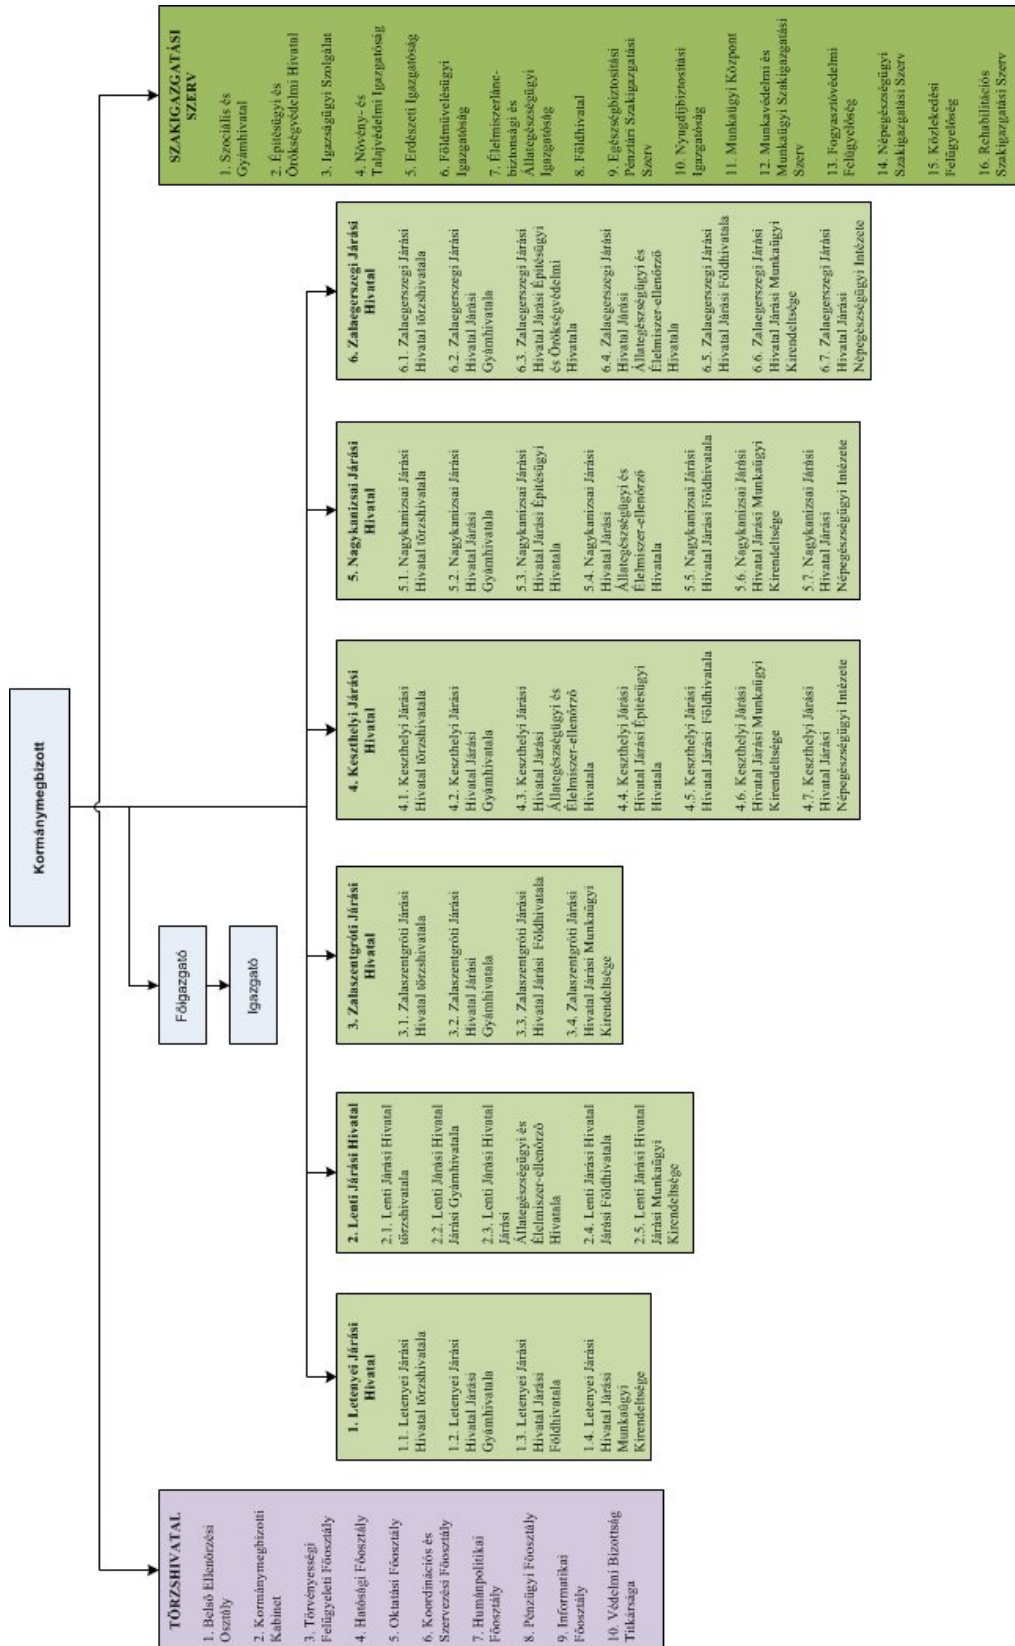 Kormánymegbizott
Főigazgató
Igazgató
TÖRZSHIVATAL
1. Belső Ellenőrzési
Osztály
2. Kormánymegbizotti
Kabinet
3. Törvényességi
Felügyeleti Főosztály
4. Hatósági Főosztály
5. Oktatási Főosztály
6. Koordinációs és
Szervezési Főosztály
7. Humánpolitikai
Főosztály
8. Pénzügyi Főosztály
9. Informatikai
Főosztály
10. Védelmi Bizottság
Titkársága
1. Letenyei Járási
Hivatal
1.1. Letenyei Járási
Hivatal törzshivatala
1.2. Letenyei Járási
Hivatal Járási
Gyámhivatala
1.3. Letenyei Járási
Hivatal Járási
Földhivatala
1.4. Letenyei Járási
Hivatal Járási
Munkaügyi
Kirendeltsége
2. Lenti Járási Hivatal
2.1. Lenti Járási Hivatal
törzshivatala
2.2. Lenti Járási Hivatal
Járási Gyámhivatala
2.3. Lenti Járási Hivatal
Járási
Állategészségügyi és
Élelmiszer-ellenőrző
Hivatala
2.4. Lenti Járási Hivatal
Járási Földhivatala
2.5. Lenti Járási Hivatal
Járási Munkaügyi
Kirendeltsége
3. Zalaszentgróti Járási
Hivatal
3.1. Zalaszentgróti Járási
Hivatal törzshivatala
3.2. Zalaszentgróti Járási
Hivatal Járási
Gyámhivatala
3.3. Zalaszentgróti Járási
Hivatal Járási Földhivatala
3.4. Zalaszentgróti Járási
Hivatal Járási Munkaügyi
Kirendeltsége
4. Keszthelyi Járási
Hivatal
4.1. Keszthelyi Járási
Hivatal törzshivatala
4.2. Keszthelyi Járási
Hivatal Járási
Gyámhivatala
4.3. Keszthelyi Járási
Hivatal Járási
Állategészségügyi és
Élelmiszer-ellenőrző
Hivatala
4.4. Keszthelyi Járási
Hivatal Járási Építésügyi
Hivatala
4.5. Keszthelyi Járási
Hivatal Járási Földhivatala
4.6. Keszthelyi Járási
Hivatal Járási Munkaügyi
Kirendeltsége
4.7. Keszthelyi Járási
Hivatal Járási
Népegészségügyi Intézete
5. Nagykanizsai Járási
Hivatal
5.1. Nagykanizsai Járási
Hivatal törzshivatala
5.2. Nagykanizsai Járási
Hivatal Járási
Gyámhivatala
5.3. Nagykanizsai Járási
Hivatal Járási Építésügyi
Hivatala
5.4. Nagykanizsai Járási
Hivatal Járási
Állategészségügyi és
Élelmiszer-ellenőrző
Hivatala
5.5. Nagykanizsai Járási
Hivatal Járási Földhivatala
5.6. Nagykanizsai Járási
Hivatal Járási Munkaügyi
Kirendeltsége
5.7. Nagykanizsai Járási
Hivatal Járási
Népegészségügyi Intézete
6. Zalaegerszegi Járási
Hivatal
6.1. Zalaegerszegi Járási
Hivatal törzshivatala
6.2. Zalaegerszegi Járási
Hivatal Járási
Gyámhivatala
6.3. Zalaegerszegi Járási
Hivatal Járási Építésügyi
és Örökségvédelmi
Hivatala
6.4. Zalaegerszegi Járási
Hivatal Járási
Állategészségügyi és
Élelmiszer-ellenőrző
Hivatala
6.5. Zalaegerszegi Járási
Hivatal Járási Földhivatala
6.6. Zalaegerszegi Járási
Hivatal Járási Munkaügyi
Kirendeltsége
6.7. Zalaegerszegi Járási
Hivatal Járási
Népegészségügyi Intézete
SZAKIGAZGATÁSI
SZERV
1. Szociális és
Gyámhivatal
2. Építésügyi és
Örökségvédelmi Hivatal
3. Igazságügyi Szolgálat
4. Növény- és
Talajvédelmi Igazgatóság
5. Erdészeti Igazgatóság
6. Földművelésügyi
Igazgatóság
7. Élelmiszerlánc-
biztonsági és
Állategészségügyi
Igazgatóság
8. Földhivatal
9. Egészségbiztosítási
Pénztári Szakigazgatási
Szerv
10. Nyugdíjbiztosítási
Igazgatóság
11. Munkaügyi Központ
12. Munkavédelmi és
Munkaügyi Szakigazgatási
Szerv
13. Fogyasztóvédelmi
Felügyelőség
14. Népegészségügyi
Szakigazgatási Szerv
15. Közlekedési
Felügyelőség
16. Rehabilitációs
Szakigazgatási Szerv